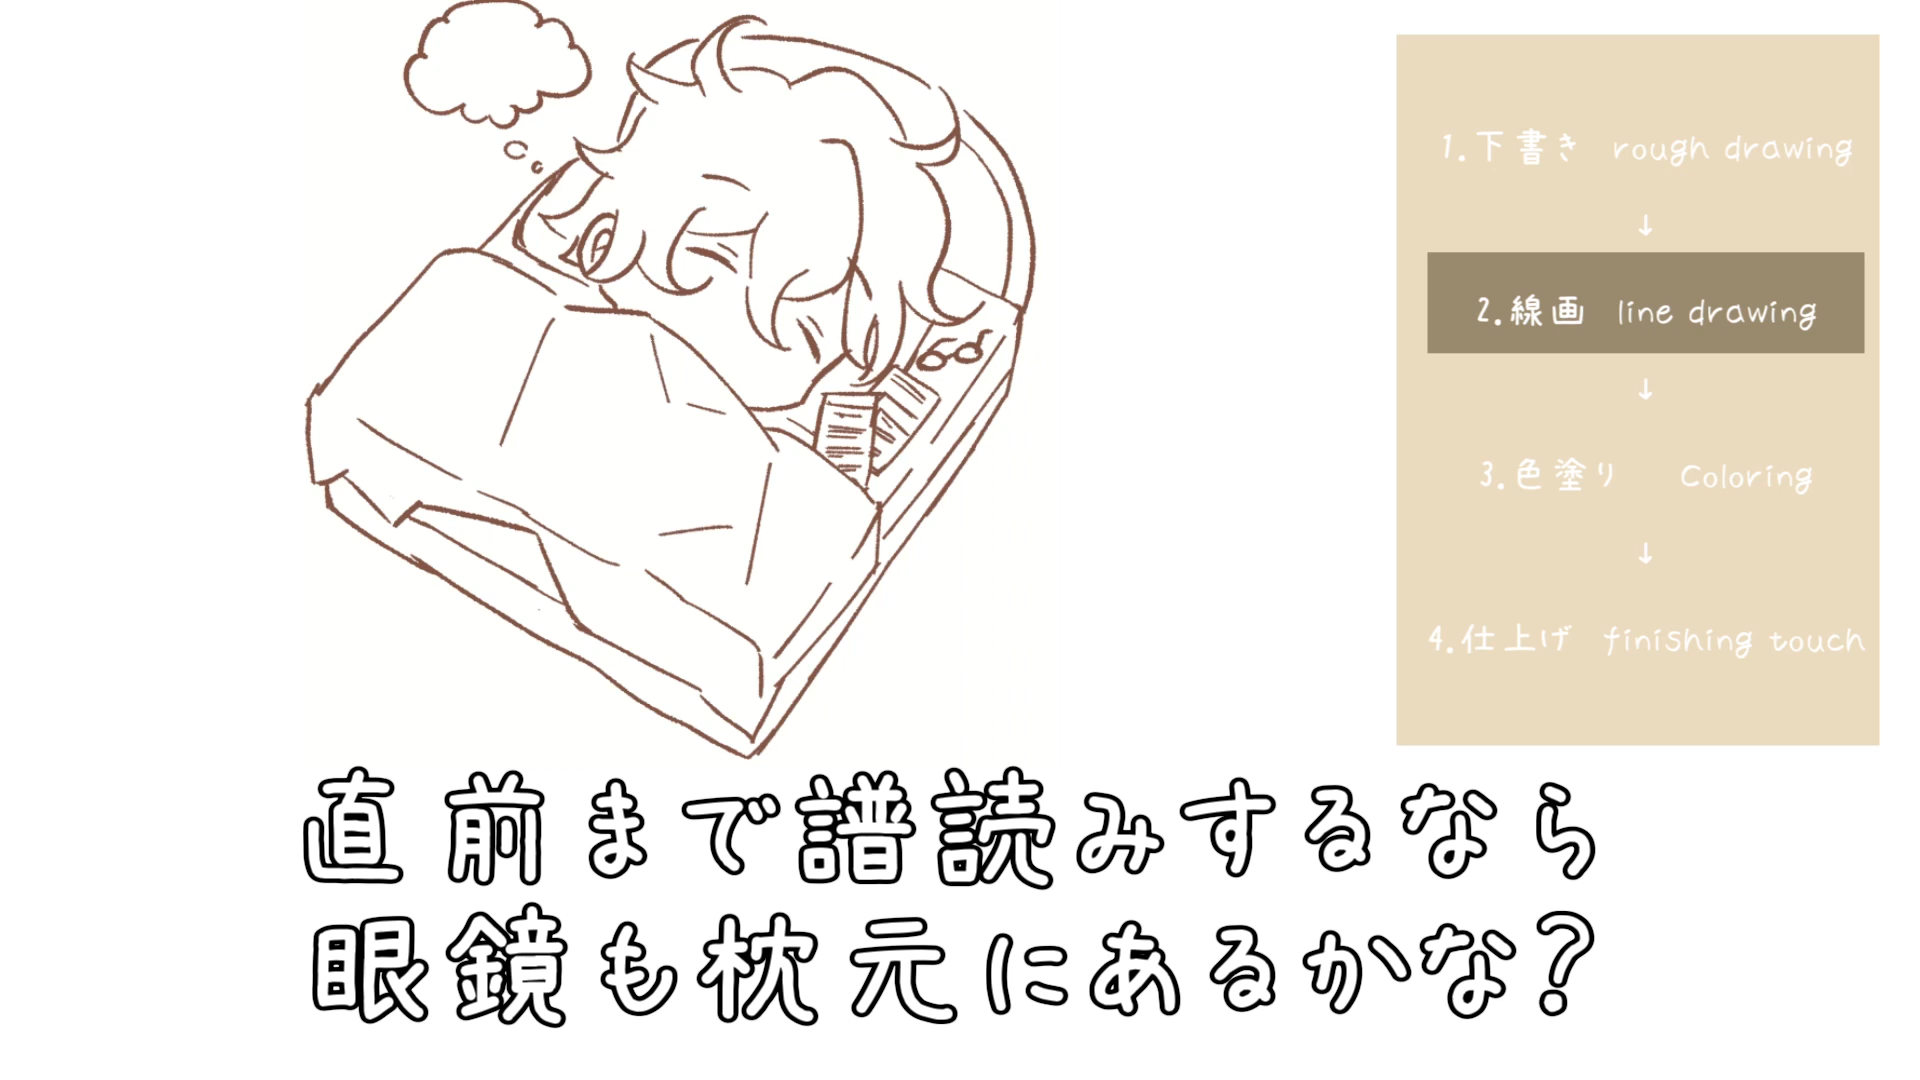 1.下書き rough drawing
↓
2.線画 line drawing
↓
3.色塗り Coloring
↓
4.仕上げ finishing touch
直前まで譜読みするなら
眼鏡も枕元にあるかな?